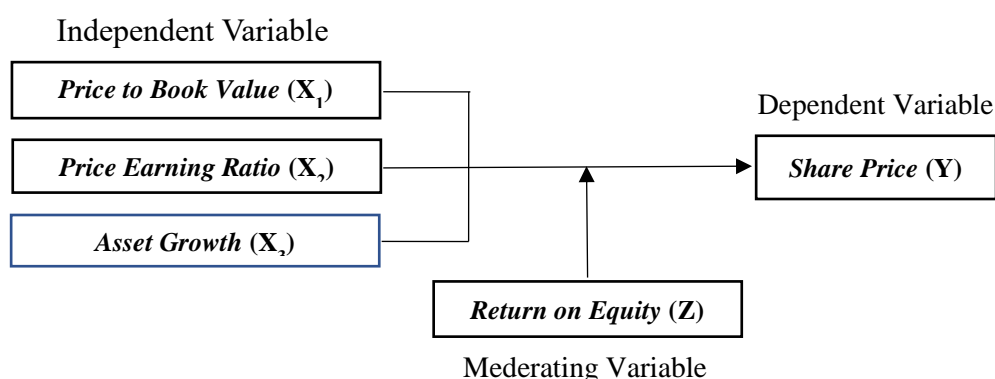 Independent Variable
Price to Book Value (X₁)
Dependent Variable
Price Earning Ratio (X₂)
Share Price (Y)
Asset Growth (X₃)
Return on Equity (Z)
Mederating Variable